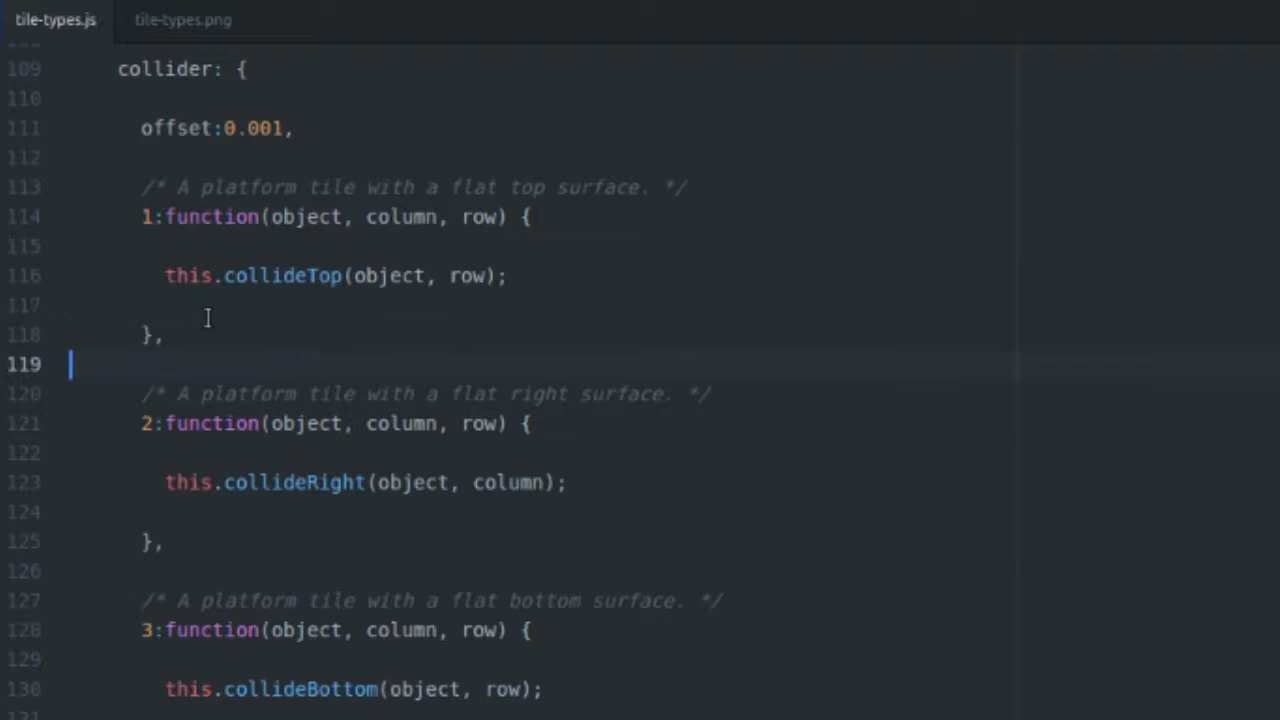 tile-types.js tile-types.png
109 collider: {
110
111 offset:0.001,
112
113 /* A platform tile with a flat top surface. */
114 1:function(object, column, row) {
115
116 this.collideTop(object, row);
117
118 },
119
120 /* A platform tile with a flat right surface. */
121 2:function(object, column, row) {
122
123 this.collideRight(object, column);
124
125 },
126
127 /* A platform tile with a flat bottom surface. */
128 3:function(object, column, row) {
129
130 this.collideBottom(object, row);
131